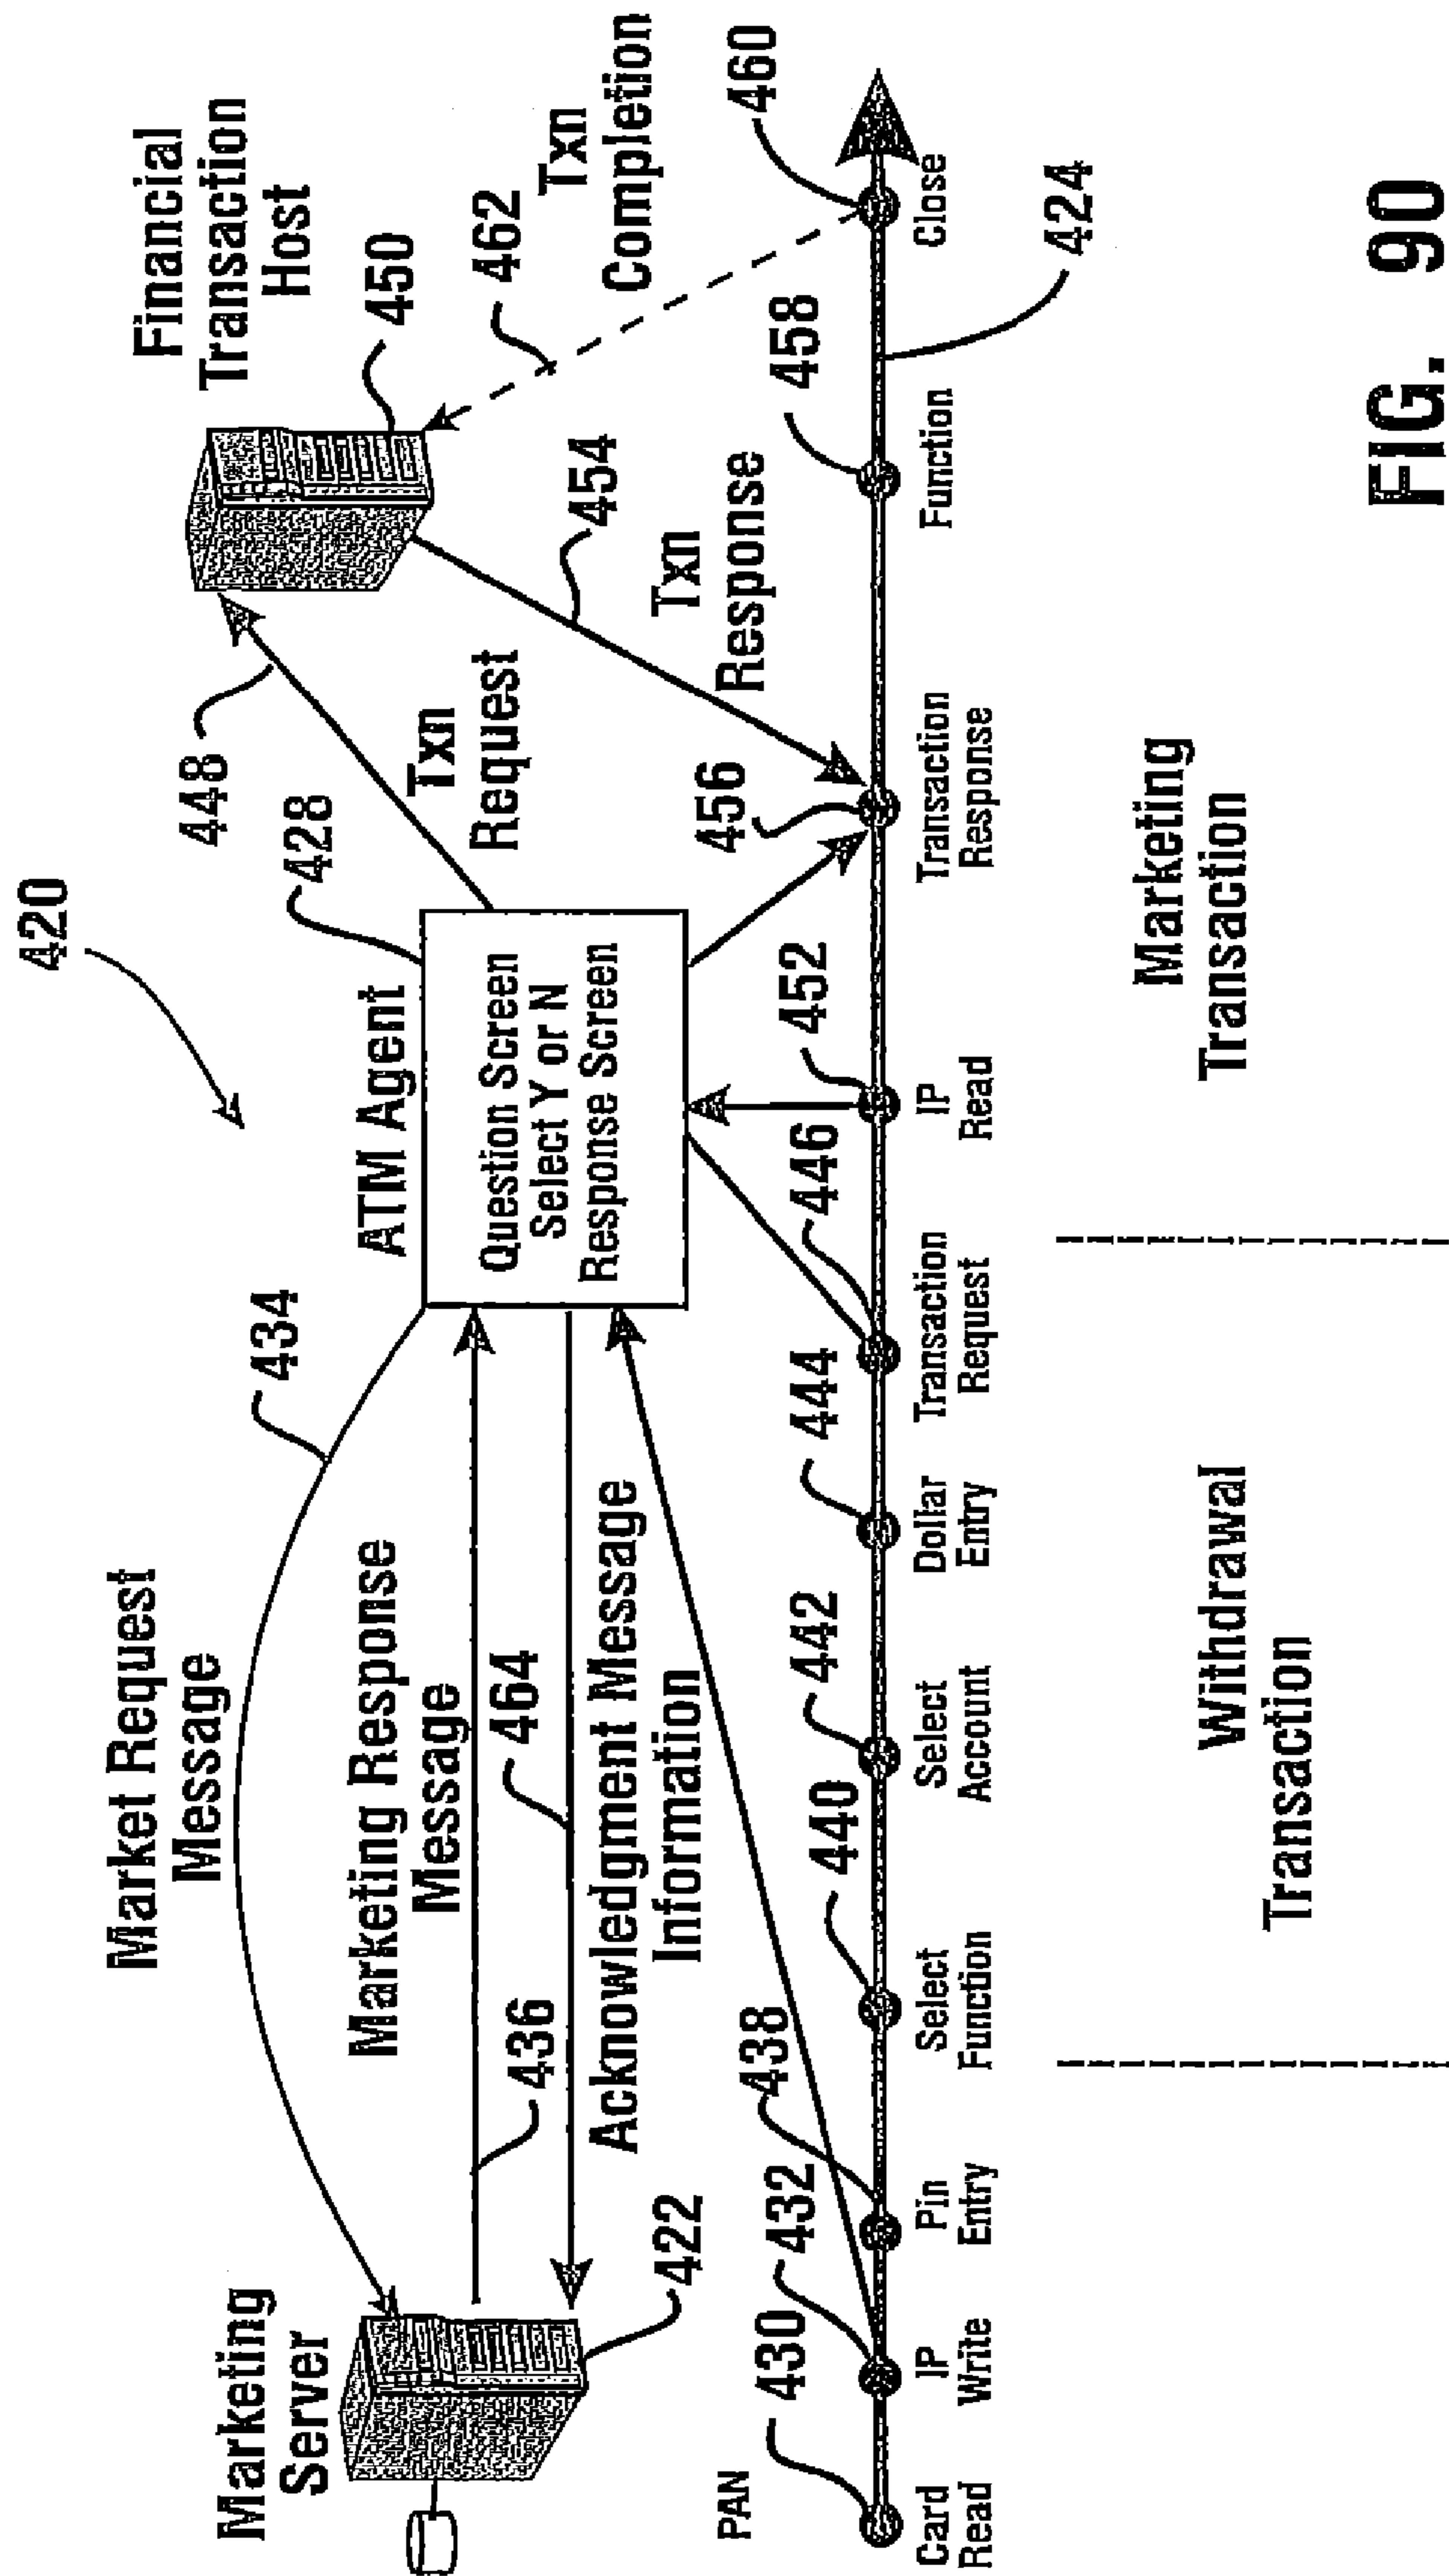 420
Market Request
Message
434
Marketing
Server
Marketing Response
Message
436
464
Acknowledgment Message
Information
422
ATM Agent
428
Question Screen
Select Y or N
Response Screen
Financial
Transaction
Host
450
448
Txn
Request
454
Txn
Response
462
Txn
Completion
PAN
430
432
438
440
442
444
446
452
456
458
460
Card
Read
IP
Write
Pin
Entry
Select
Function
Select
Account
Dollar
Entry
Transaction
Request
IP
Read
Transaction
Response
Function
Close
424
Withdrawal
Transaction
Marketing
Transaction
FIG. 90